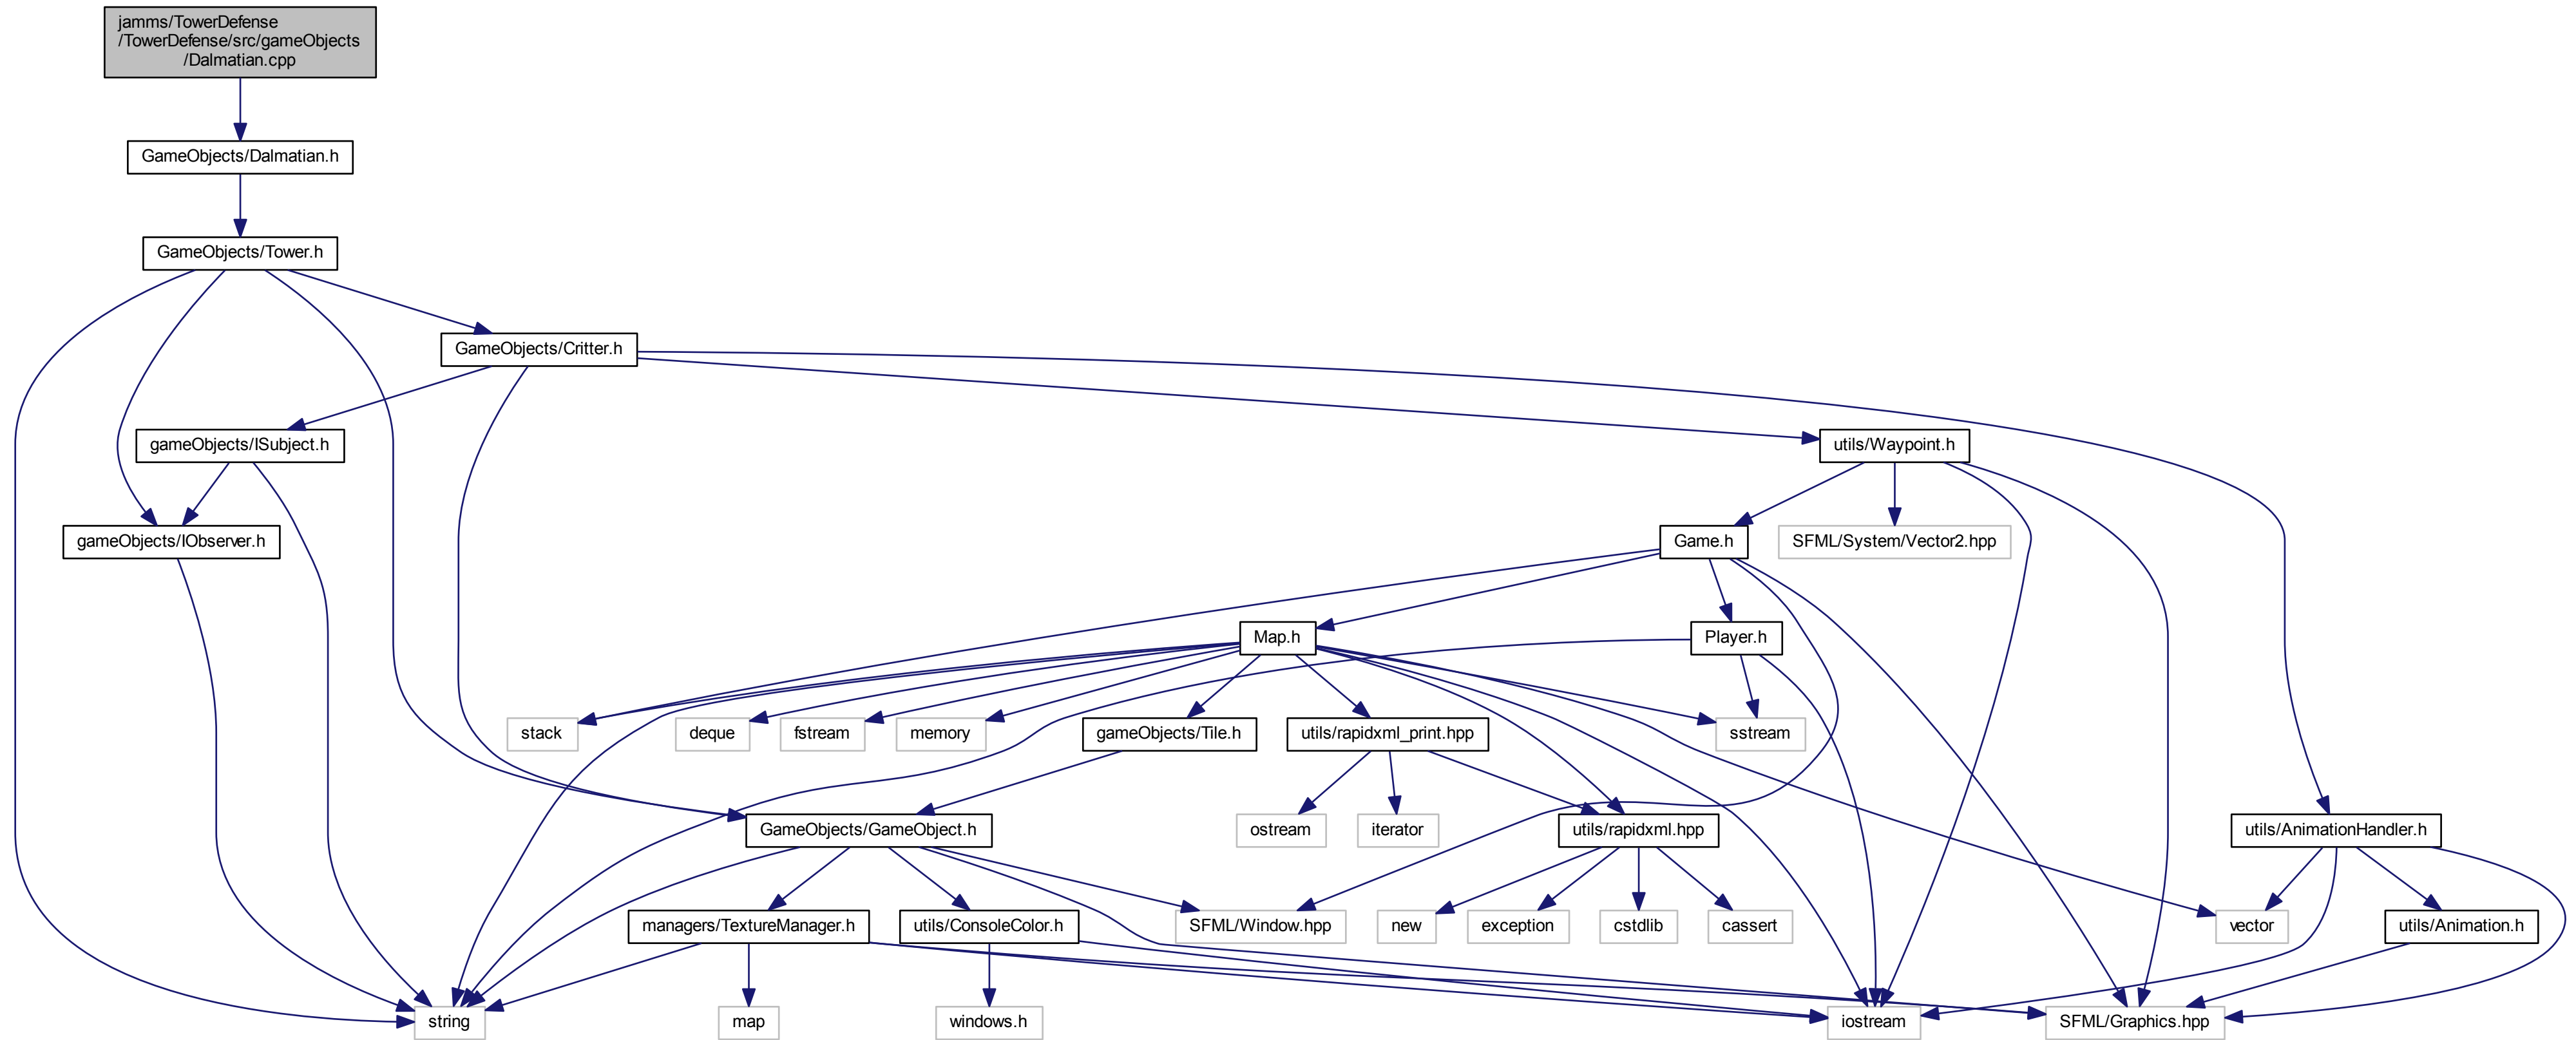 jamms/TowerDefense
/TowerDefense/src/gameObjects
/Dalmatian.cpp
GameObjects/Dalmatian.h
GameObjects/Tower.h
GameObjects/Critter.h
gameObjects/ISubject.h
utils/Waypoint.h
gameObjects/IObserver.h
Game.h
SFML/System/Vector2.hpp
Map.h
Player.h
stack
deque
fstream
memory
gameObjects/Tile.h
utils/rapidxml_print.hpp
sstream
GameObjects/GameObject.h
ostream
iterator
utils/rapidxml.hpp
utils/AnimationHandler.h
managers/TextureManager.h
utils/ConsoleColor.h
SFML/Window.hpp
new
exception
cstdlib
cassert
vector
utils/Animation.h
string
map
windows.h
iostream
SFML/Graphics.hpp